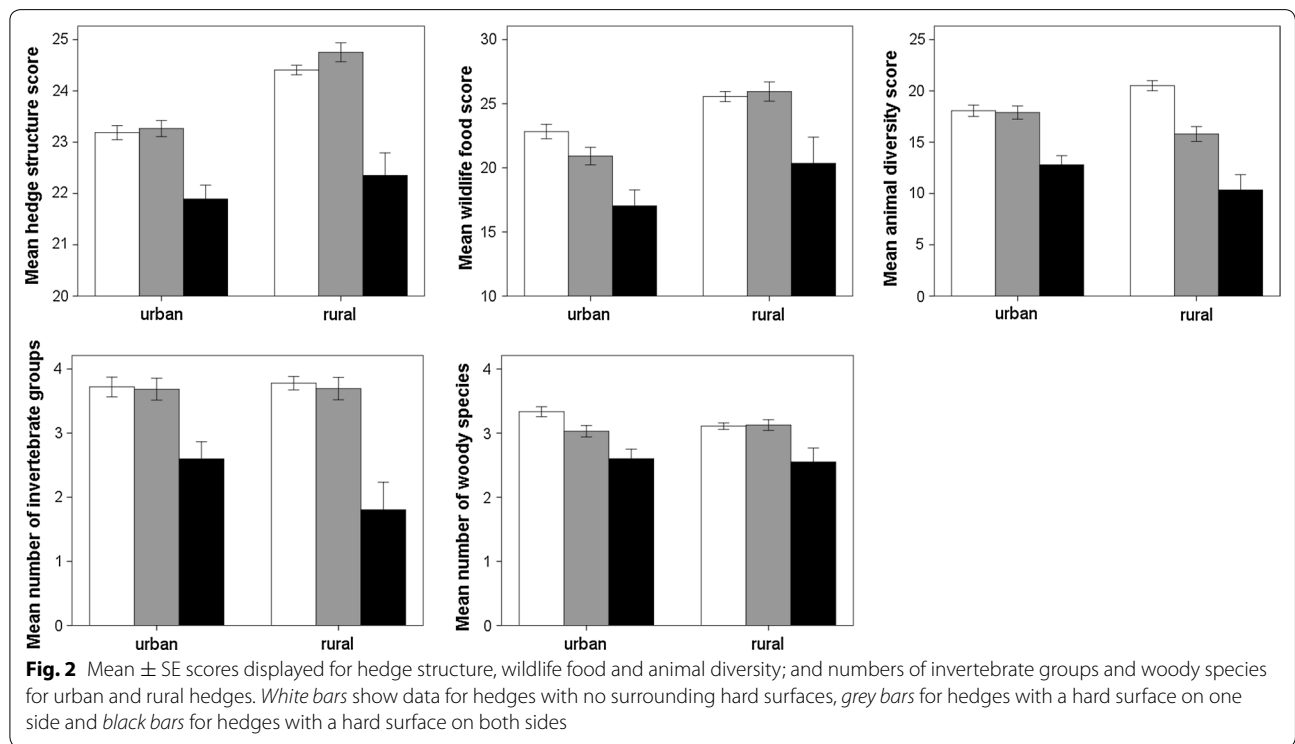 Mean hedge structure score
25
24
23
22
21
20
urban rural
Mean wildlife food score
30
25
20
15
10
urban rural
Mean animal diversity score
25
20
15
10
5
0
urban rural
Mean number of invertebrate groups
4
3
2
1
0
urban rural
Mean number of woody species
4
3
2
1
0
urban rural
Fig. 2 Mean ± SE scores displayed for hedge structure, wildlife food and animal diversity; and numbers of invertebrate groups and woody species
for urban and rural hedges. White bars show data for hedges with no surrounding hard surfaces, grey bars for hedges with a hard surface on one
side and black bars for hedges with a hard surface on both sides